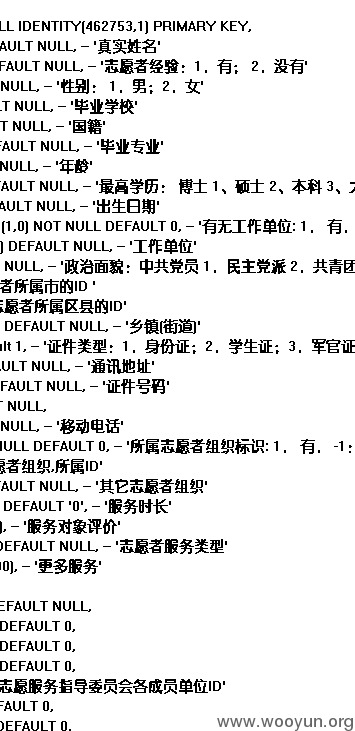 LL IDENTITY(462753,1) PRIMARY KEY,
FAULT NULL, – '真实姓名'
EFAULT NULL, – '志愿者经验：1，有；2，没有'
NULL, – '性别：1，男；2，女'
LT NULL, – '毕业学校'
T NULL, – '国籍'
FAULT NULL, – '毕业专业'
NULL, – '年龄'
FAULT NULL, – '最高学历： 博士 1、硕士 2、本科 3、
AULT NULL, – '出生日期'
(1,0) NOT NULL DEFAULT 0, – '有无工作单位: 1， 有，
) DEFAULT NULL, – '工作单位'
NULL, – '政治面貌：中共党员 1，民主党派 2，共青团
者所属市的ID '
志愿者所属区县的ID'
DEFAULT NULL, – '乡镇(街道)'
ult 1, – '证件类型：1，身份证；2，学生证；3，军官证
AULT NULL, – '通讯地址'
EFAULT NULL, – '证件号码'
T NULL,
NULL, – '移动电话'
NULL DEFAULT 0, – '所属志愿者组织标识: 1， 有， -1：
愿者组织,所属ID'
FAULT NULL, – '其它志愿者组织'
DEFAULT '0', – '服务时长'
), – '服务对象评价'
DEFAULT NULL, – '志愿者服务类型'
00), – '更多服务'
DEFAULT NULL,
DEFAULT 0,
DEFAULT 0,
DEFAULT 0,
志愿服务指导委员会各成员单位ID'
FAULT 0,
DEFAULT 0,
www.wooyun.org